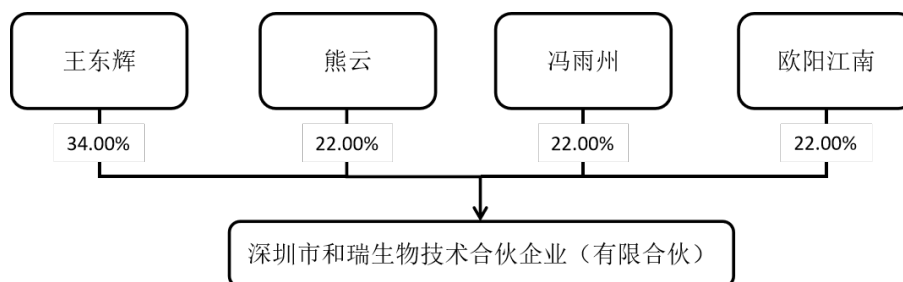 王东辉
熊云
冯雨州
欧阳江南
34.00%
22.00%
22.00%
22.00%
深圳市和瑞生物技术合伙企业（有限合伙）